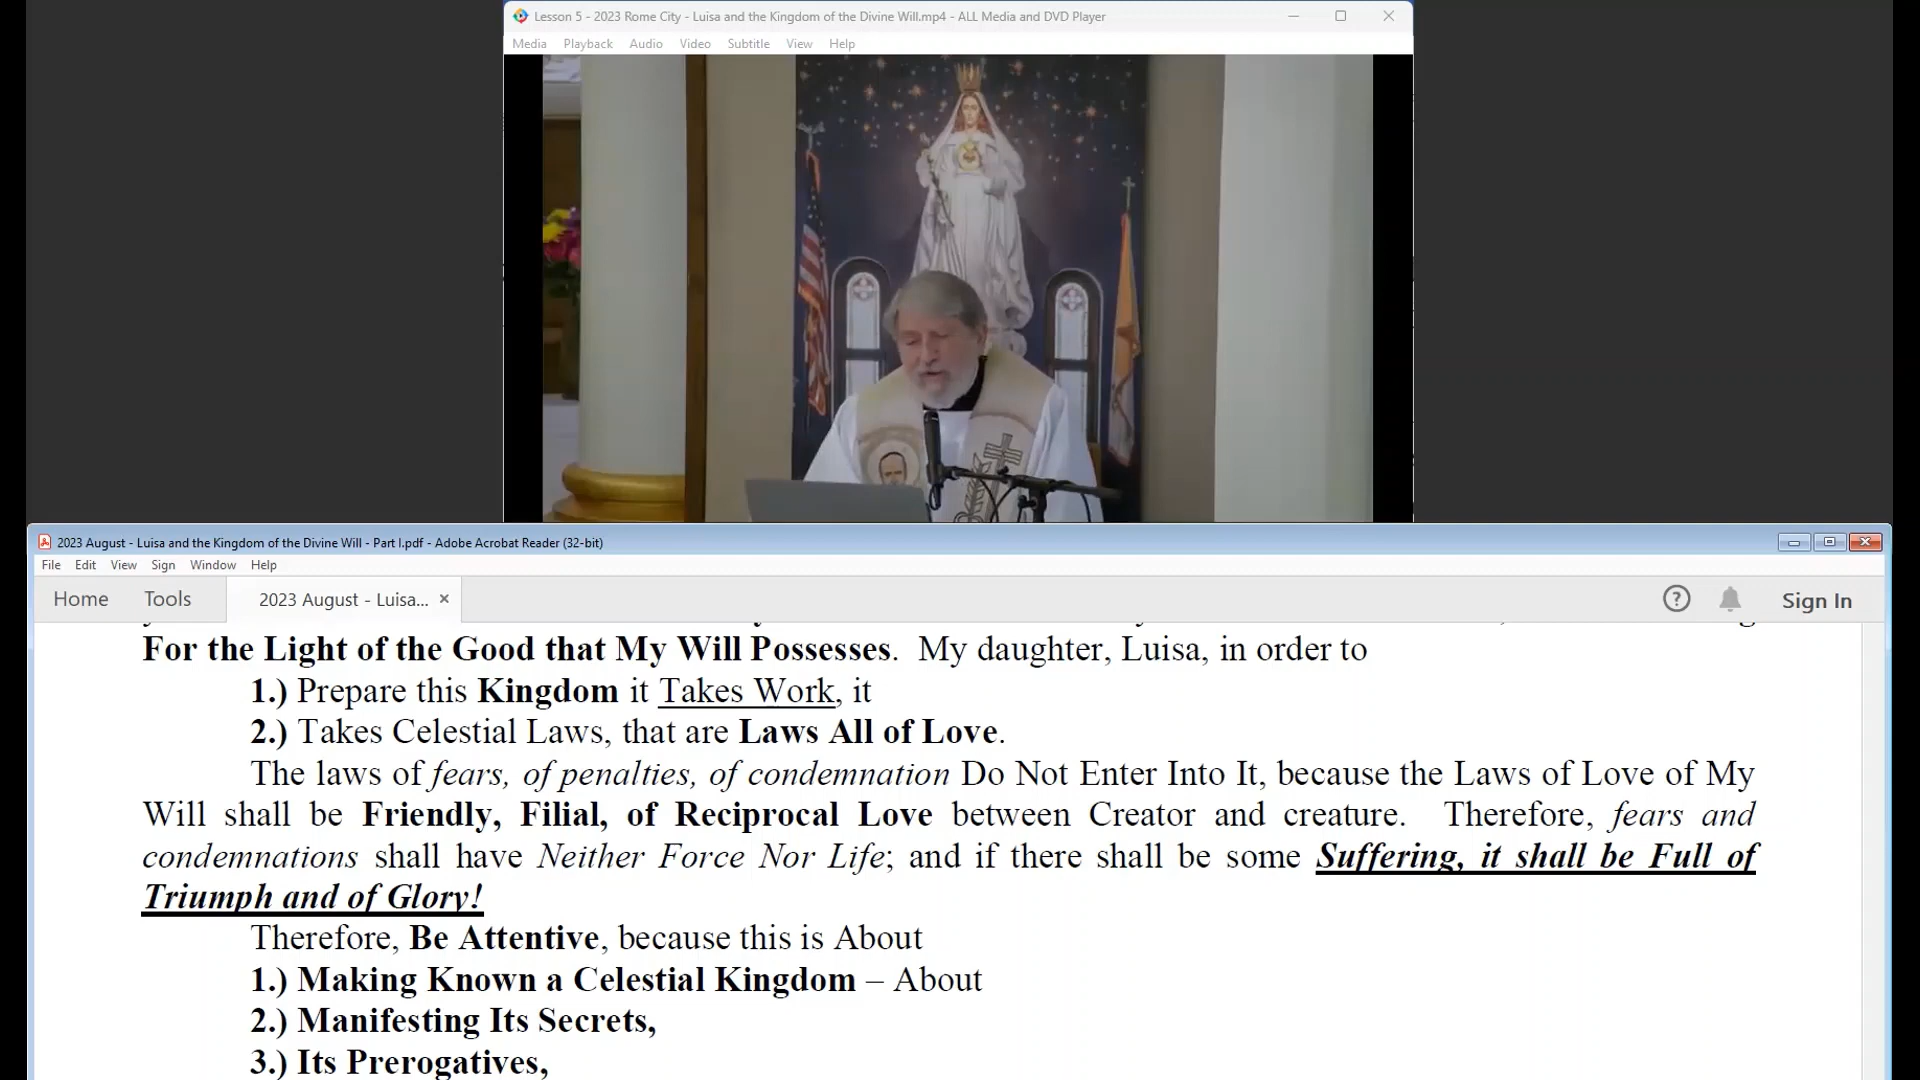 Lesson 5 - 2023 Rome City - Luisa and the Kingdom of the Divine Will.mp4 - ALL Media and DVD Player
Media Playback Audio Video Subtitle View Help
2023 August - Luisa and the Kingdom of the Divine Will - Part I.pdf - Adobe Acrobat Reader (32-bit)
File Edit View Sign Window Help
Home Tools 2023 August - Luisa... × Sign In
For the Light of the Good that My Will Possesses. My daughter, Luisa, in order to
1.) Prepare this Kingdom it Takes Work, it
2.) Takes Celestial Laws, that are Laws All of Love.
The laws of fears, of penalties, of condemnation Do Not Enter Into It, because the Laws of Love of My
Will shall be Friendly, Filial, of Reciprocal Love between Creator and creature. Therefore, fears and
condemnations shall have Neither Force Nor Life; and if there shall be some Suffering, it shall be Full of
Triumph and of Glory!
Therefore, Be Attentive, because this is About
1.) Making Known a Celestial Kingdom – About
2.) Manifesting Its Secrets,
3.) Its Prerogatives,